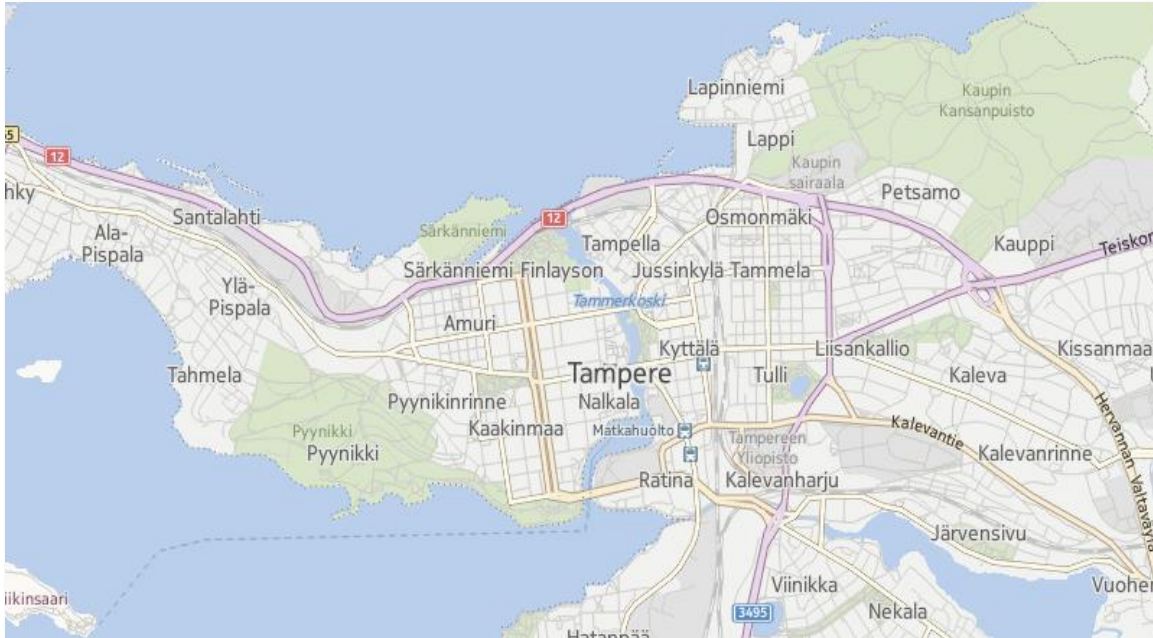 Lapinniemi
Kaupin
Kansanpuisto
12
Lappi
Kaupin
sairaala
Petsamo
Santalahti
Särkänniemi
12
Osmonmäki
Ala-
Pispala
Tampella
Kauppi
Särkänniemi
Finlayson
Jussinkylä
Tammela
Ylä-
Pispala
Tammerkoski
Amuri
Kyttälä
Liisankallio
Tahmela
Tampere
Tulli
Kaleva
Pyynikinrinne
Nalkala
Kaakinmaa
Matkahuolto
Kalevantie
Hervannan Valtaväylä
Pyynikki
Pyynikki
Tampereen
Yliopisto
Kalevanrinne
Ratina
Kalevanharju
Järvensivu
Viinikka
3495
Nekala